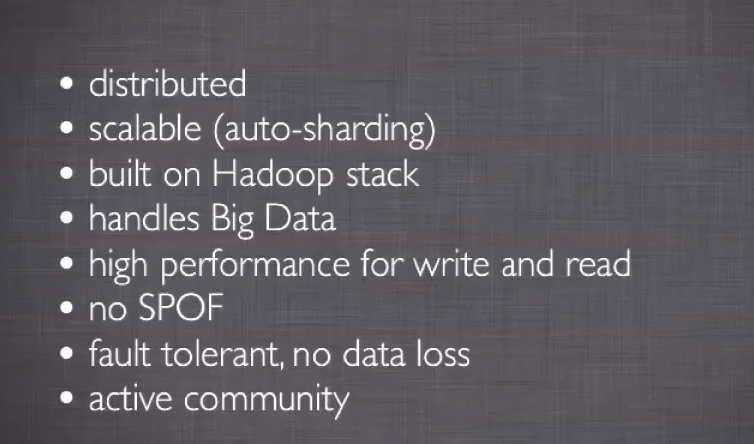 • distributed
• scalable (auto-sharding)
• built on Hadoop stack
• handles Big Data
• high performance for write and read
• no SPOF
• fault tolerant, no data loss
• active community